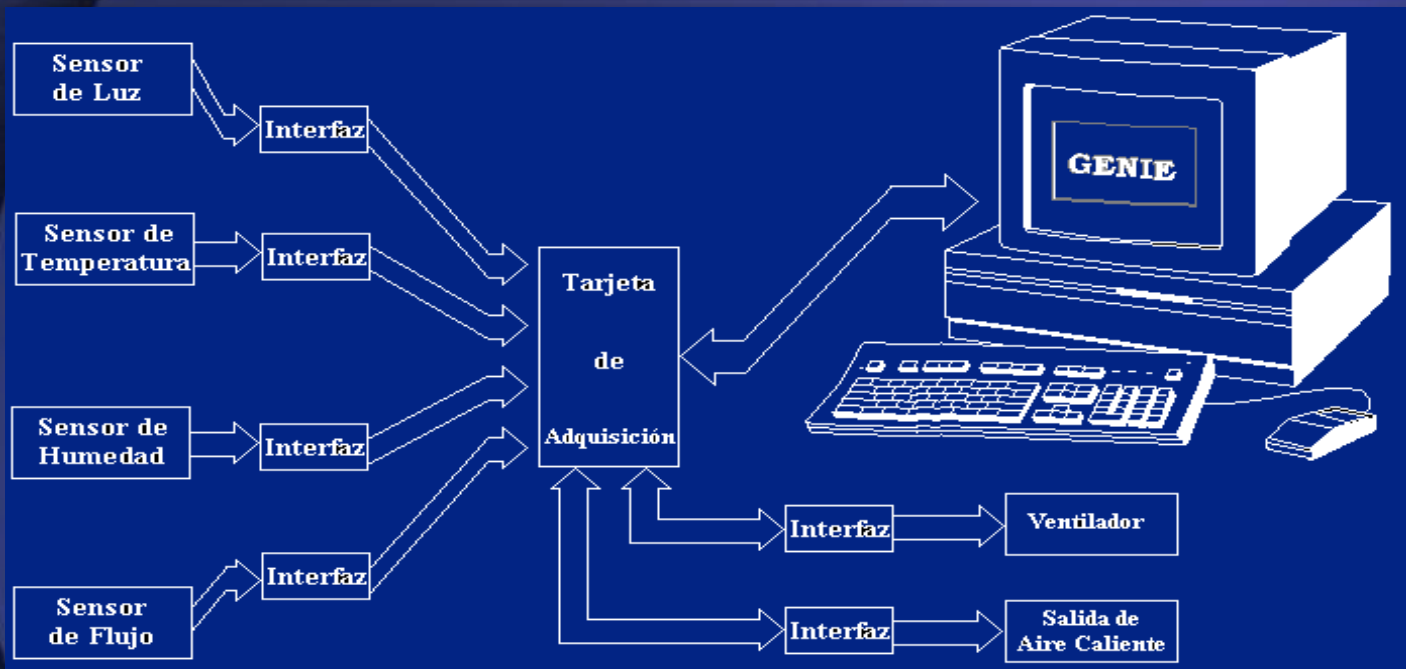 Sensor
de Luz
Interfaz
Sensor de
Temperatura
Interfaz
Sensor de
Humedad
Interfaz
Sensor
de Flujo
Interfaz
Tarjeta
de
Adquisición
GENIE
Interfaz
Ventilador
Interfaz
Salida de
Aire Caliente